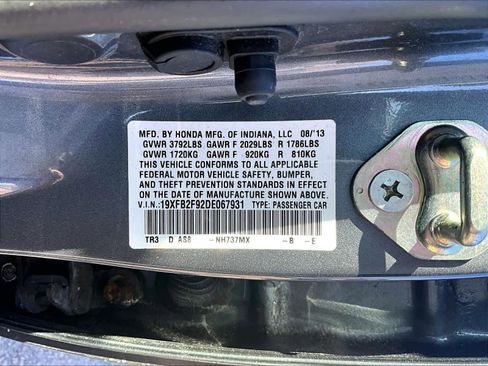 MFD. BY HONDA MFG. OF INDIANA, LLC 08/'13
GVWR 3792LBS GAWR F 2029LBS R 1786LBS
GVWR 1720KG GAWR F 920KG R 810KG
THIS VEHICLE CONFORMS TO ALL APPLICABLE
FEDERAL MOTOR VEHICLE SAFETY, BUMPER,
AND THEFT PREVENTION STANDARDS IN EFFECT
ON THE DATE OF MANUFACTURE SHOWN ABOVE.
V.I.N.:19XFB2F92DE067931 TYPE: PASSENGER CAR
TR3 D AS8 -NH737MX -B -E